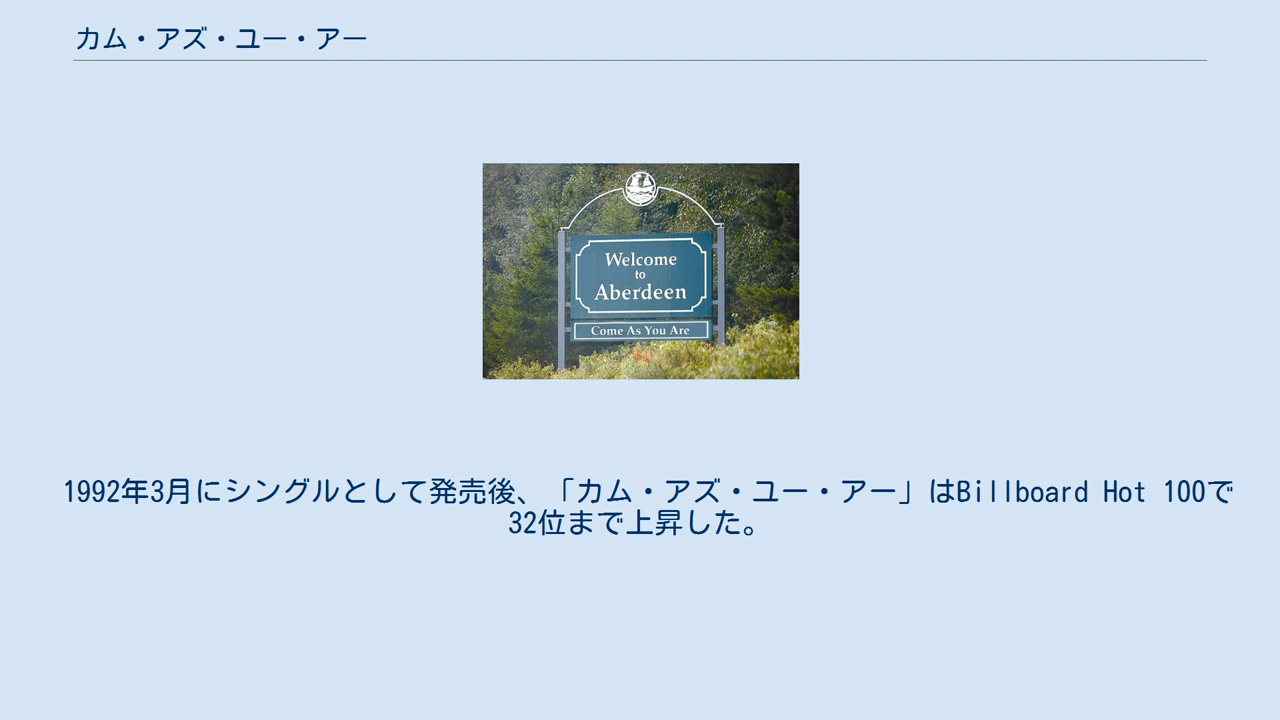 カム・アズ・ユー・アー
Welcome
to
Aberdeen
Come As You Are
1992年3月にシングルとして発売後、「カム・アズ・ユー・アー」はBillboard Hot 100で
32位まで上昇した。